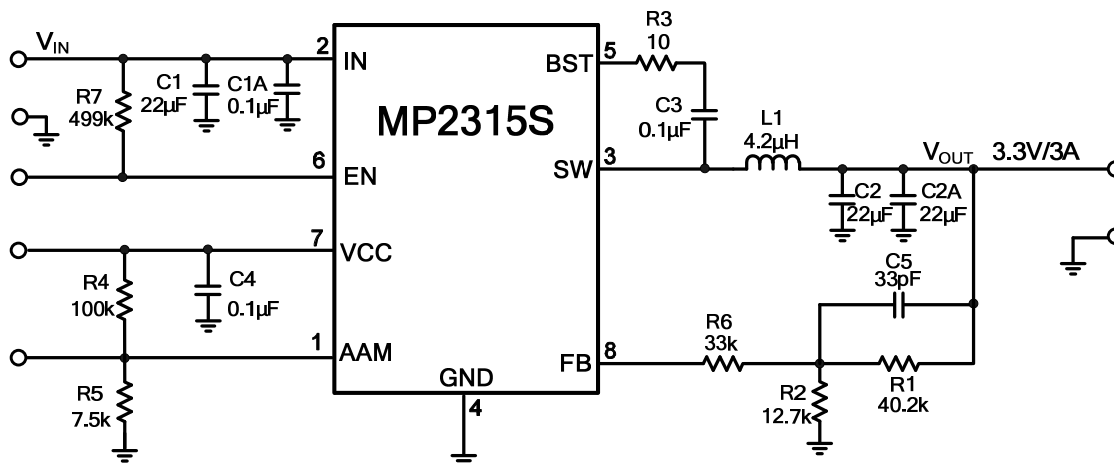 VIN
R7
499k
C1
22µF
C1A
0.1µF
2
IN
6
EN
7
VCC
R4
100k
C4
0.1µF
1
AAM
R5
7.5k
MP2315S
GND
4
BST
5
R3
10
C3
0.1µF
SW
3
L1
4.2µH
VOUT
3.3V/3A
C2
22µF
C2A
22µF
C5
33pF
FB
8
R6
33k
R2
12.7k
R1
40.2k